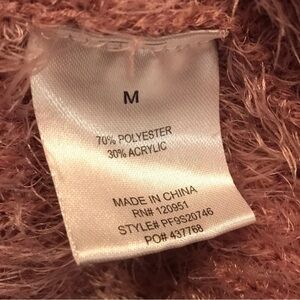 M
70% POLYESTER
30% ACRYLIC
MADE IN CHINA
RN# 120951
STYLE# PF9S20746
PO# 437768